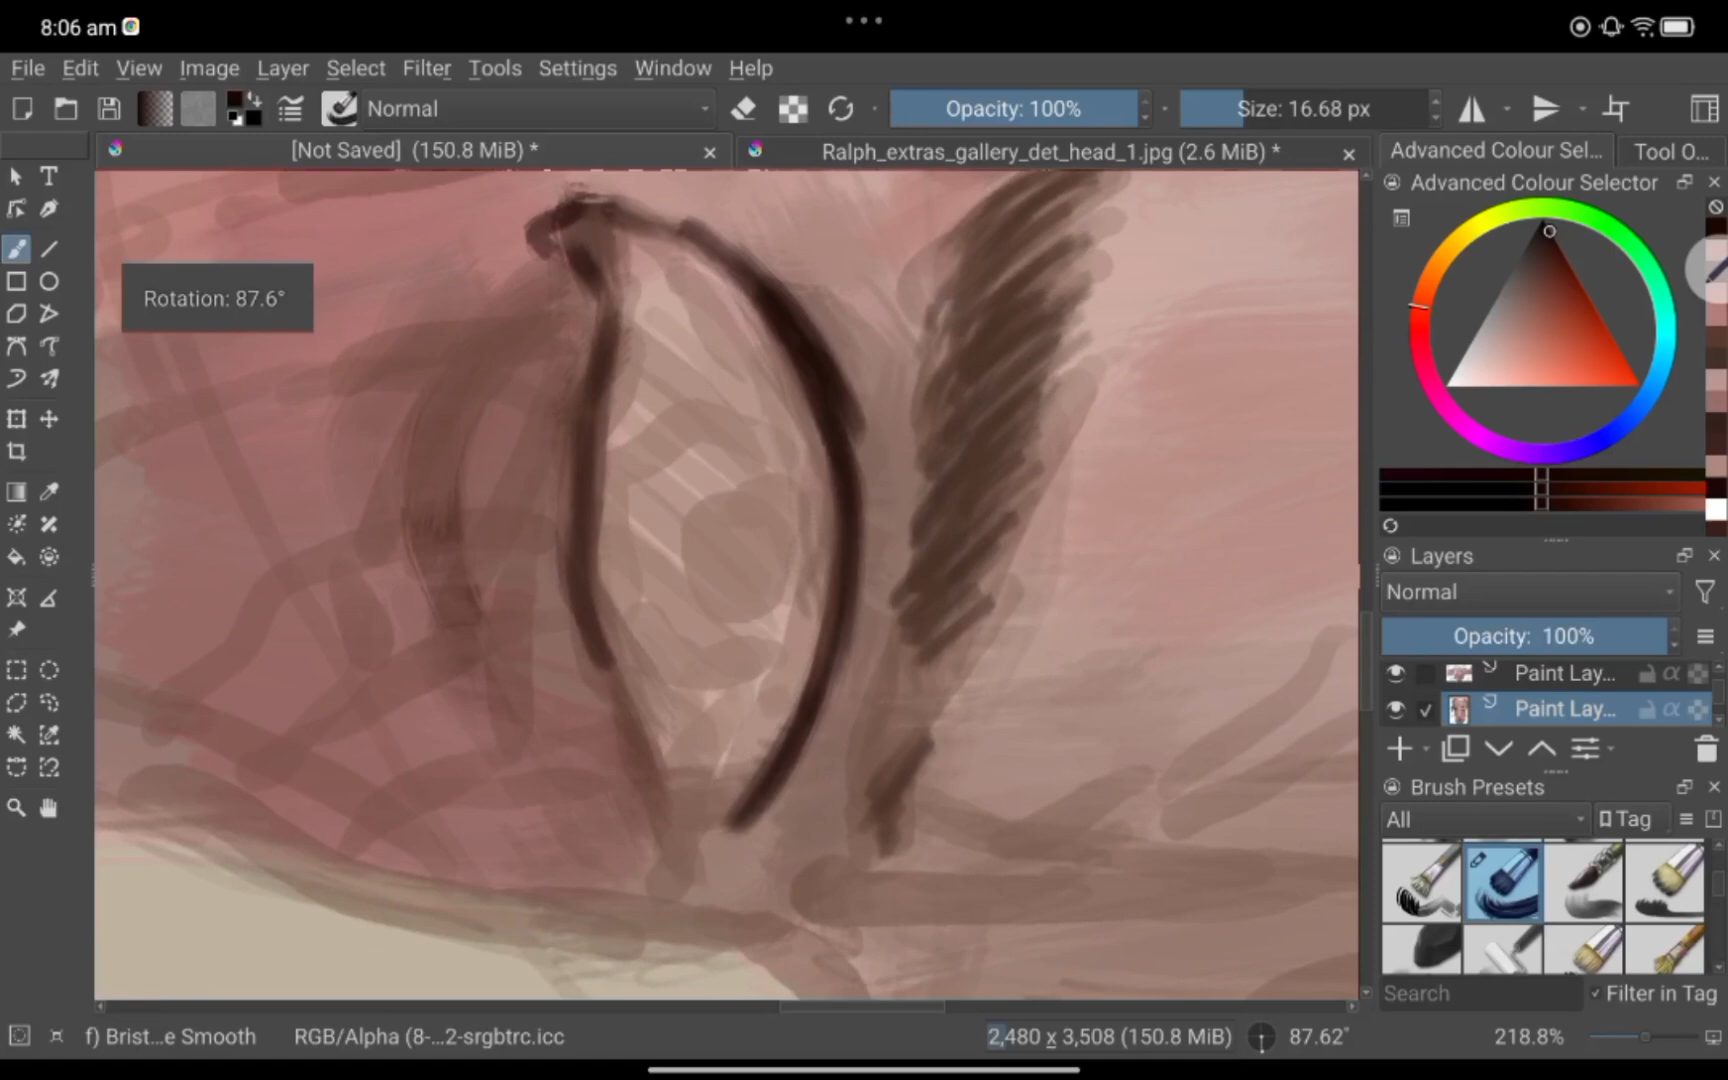 8:06 am
File Edit View Image Layer Select Filter Tools Settings Window Help
Normal Opacity: 100% Size: 16.68 px
[Not Saved] (150.8 MiB) * Ralph_extras_gallery_det_head_1.jpg (2.6 MiB) * Advanced Colour Sel... Tool O...
Advanced Colour Selector
Rotation: 87.6°
Layers
Normal
Opacity: 100%
Paint Lay...
Paint Lay...
Brush Presets
All Tag
Search Filter in Tag
f) Brist...e Smooth RGB/Alpha (8-...2-srgbtrc.icc 2,480 x 3,508 (150.8 MiB) 87.62° 218.8%